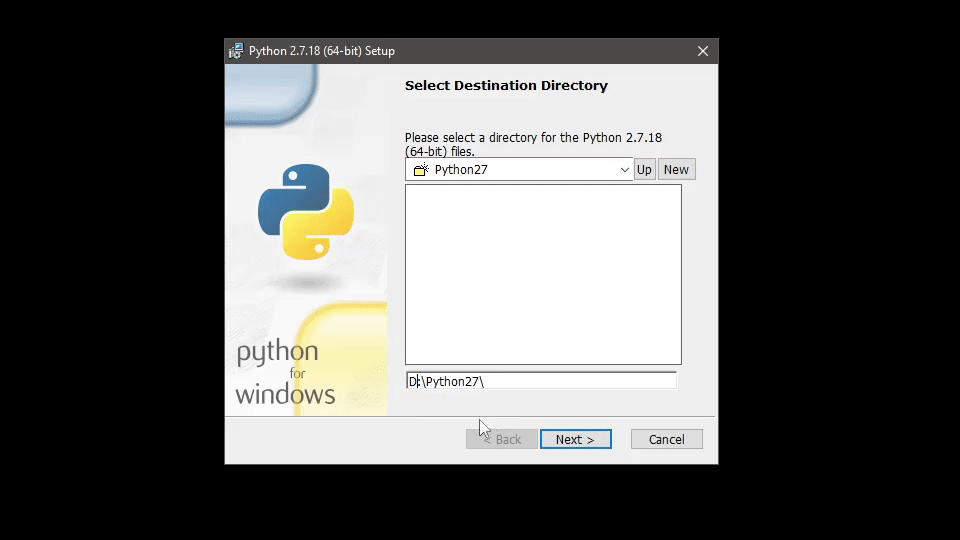 Python 2.7.18 (64-bit) Setup
Select Destination Directory
Please select a directory for the Python 2.7.18
(64-bit) files.
Python27
Up
New
D:\Python27\
python
for
windows
< Back
Next >
Cancel